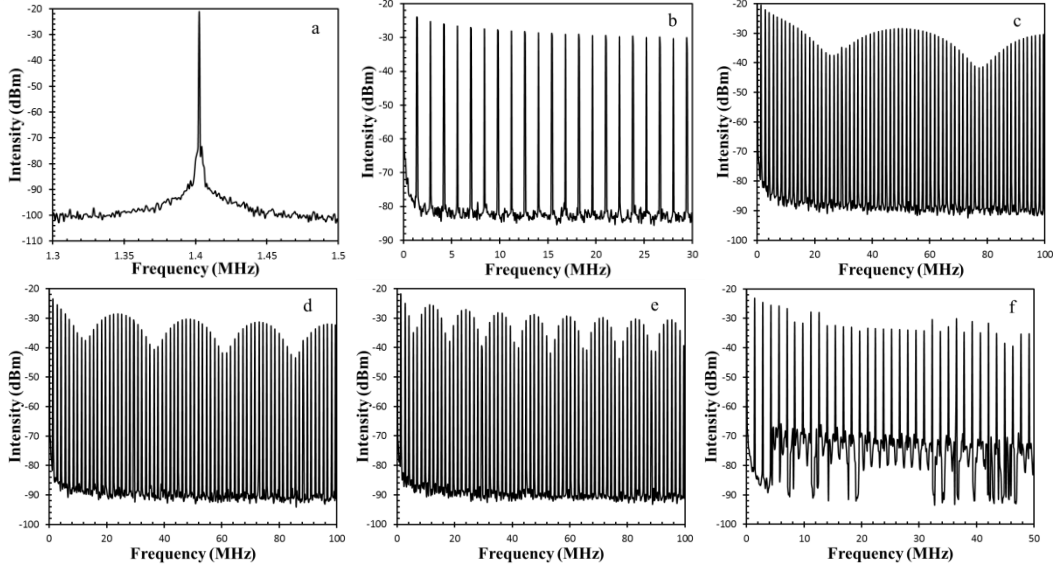 -20 -30 -40 -50 -60 -70 -80 -90 -100 -110
Intensity (dBm)
a
1.3 1.35 1.4 1.45 1.5
Frequency (MHz)
-20 -30 -40 -50 -60 -70 -80 -90
Intensity (dBm)
b
0 5 10 15 20 25 30
Frequency (MHz)
-20 -30 -40 -50 -60 -70 -80 -90 -100
Intensity (dBm)
c
0 20 40 60 80 100
Frequency (MHz)
-20 -30 -40 -50 -60 -70 -80 -90 -100
Intensity (dBm)
d
0 20 40 60 80 100
Frequency (MHz)
-20 -30 -40 -50 -60 -70 -80 -90 -100
Intensity (dBm)
e
0 20 40 60 80 100
Frequency (MHz)
-20 -30 -40 -50 -60 -70 -80 -90 -100
Intensity (dBm)
f
0 10 20 30 40 50
Frequency (MHz)